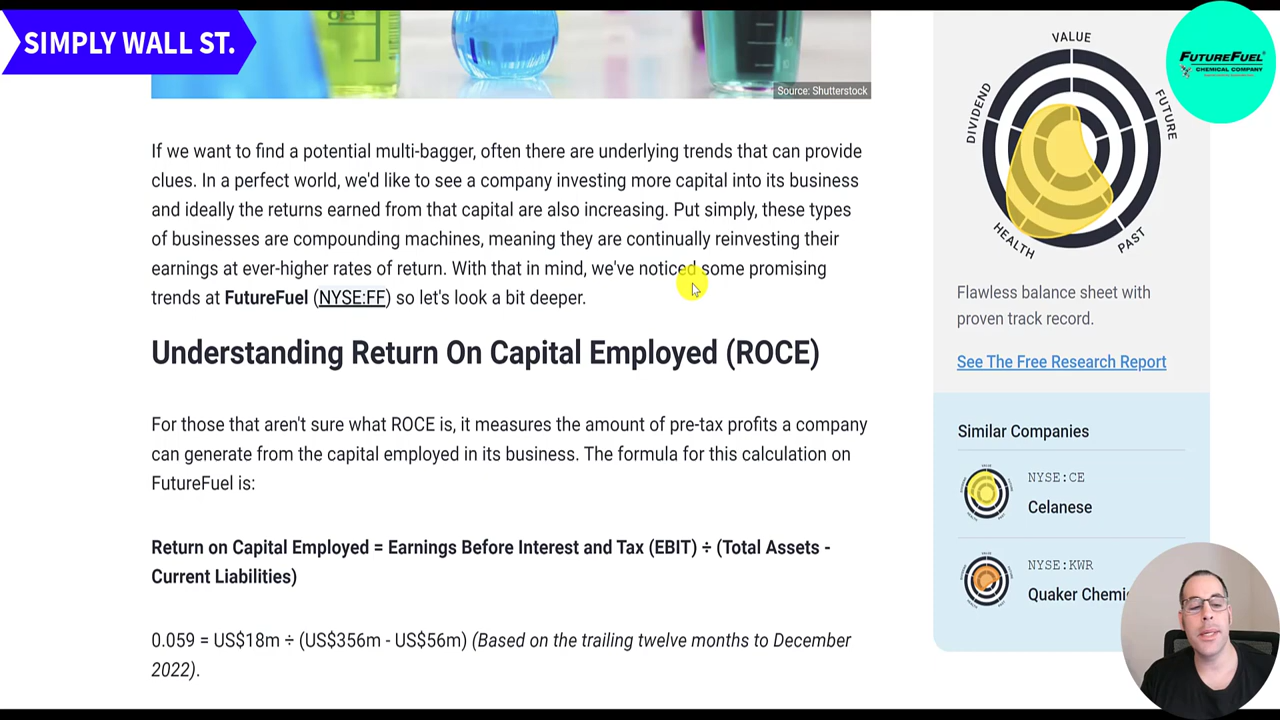 SIMPLY WALL ST.
Source: Shutterstock
If we want to find a potential multi-bagger, often there are underlying trends that can provide
clues. In a perfect world, we'd like to see a company investing more capital into its business
and ideally the returns earned from that capital are also increasing. Put simply, these types
of businesses are compounding machines, meaning they are continually reinvesting their
earnings at ever-higher rates of return. With that in mind, we've noticed some promising
trends at FutureFuel (NYSE:FF) so let's look a bit deeper.
Understanding Return On Capital Employed (ROCE)
For those that aren't sure what ROCE is, it measures the amount of pre-tax profits a company
can generate from the capital employed in its business. The formula for this calculation on
FutureFuel is:
Return on Capital Employed = Earnings Before Interest and Tax (EBIT) ÷ (Total Assets -
Current Liabilities)
0.059 = US$18m ÷ (US$356m - US$56m) (Based on the trailing twelve months to December
2022).
FUTUREFUEL®
CHEMICAL COMPANY
VALUE
FUTURE
PAST
HEALTH
DIVIDEND
Flawless balance sheet with
proven track record.
See The Free Research Report
Similar Companies
NYSE:CE
Celanese
NYSE:KWR
Quaker Chemi